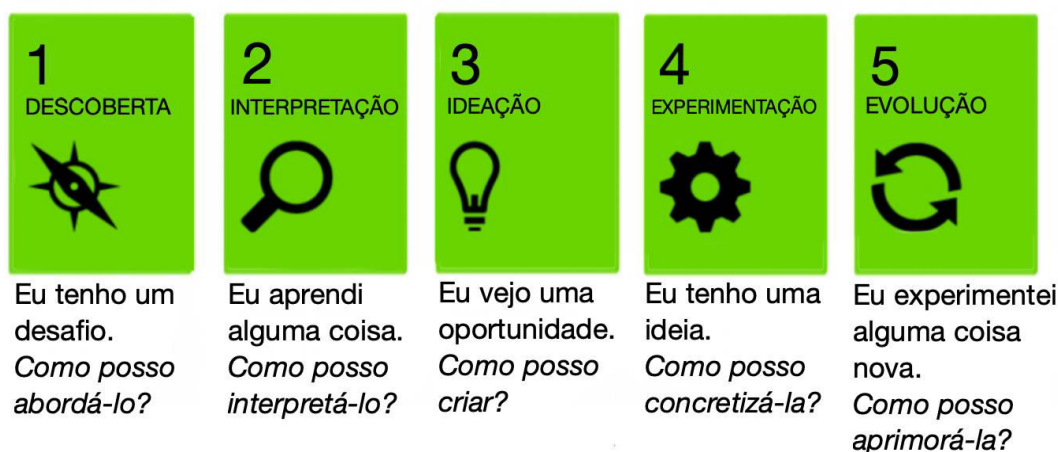 1
DESCOBERTA
Eu tenho um
desafio.
Como posso
abordá-lo?
2
INTERPRETAÇÃO
Eu aprendi
alguma coisa.
Como posso
interpretá-lo?
3
IDEAÇÃO
Eu vejo uma
oportunidade.
Como posso
criar?
4
EXPERIMENTAÇÃO
Eu tenho uma
ideia.
Como posso
concretizá-la?
5
EVOLUÇÃO
Eu experimentei
alguma coisa
nova.
Como posso
aprimorá-la?